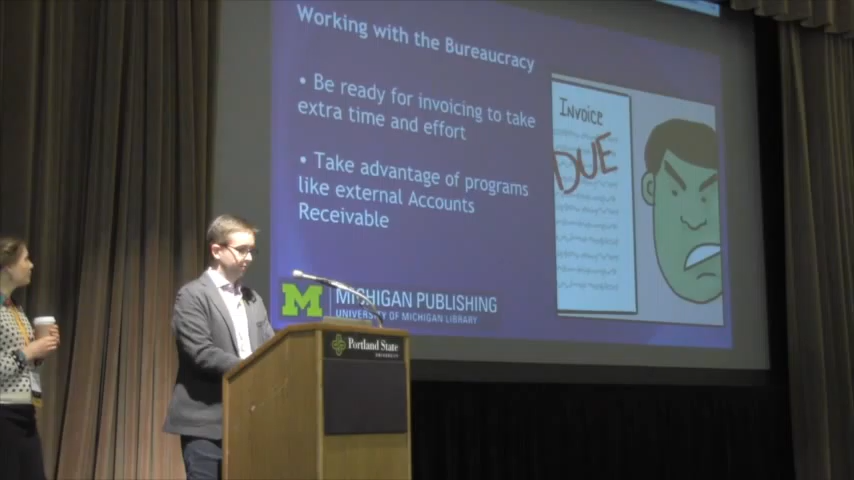 Working with the Bureaucracy
• Be ready for invoicing to take
extra time and effort
• Take advantage of programs
like external Accounts
Receivable
Invoice
DUE
M MICHIGAN PUBLISHING
UNIVERSITY OF MICHIGAN LIBRARY
Portland State
UNIVERSITY